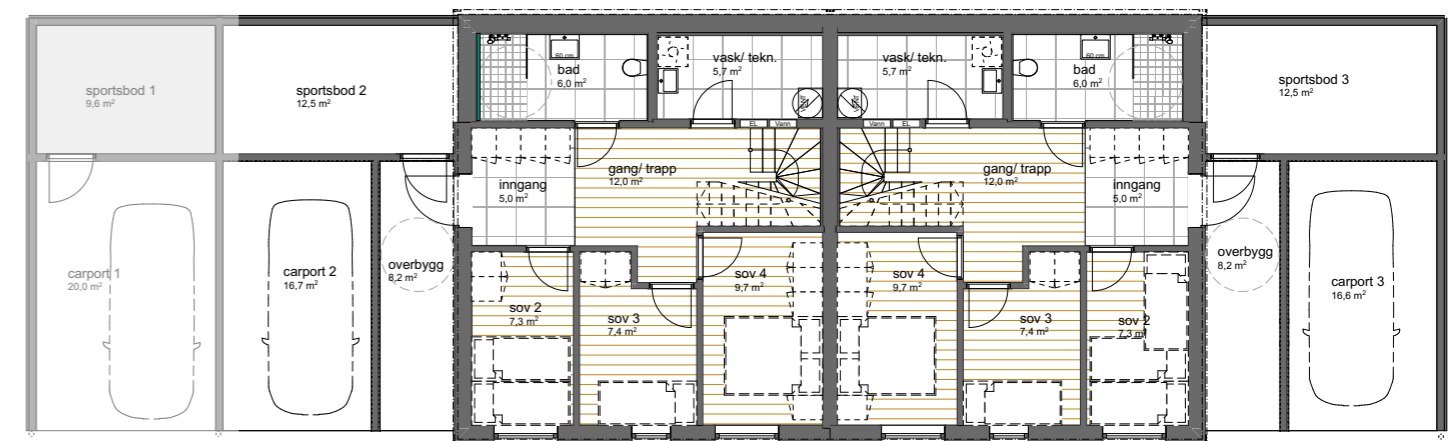 sportsbod 1
9,6 m²
sportsbod 2
12,5 m²
60 cm
bad
6,0 m²
vask/ tekn.
5,7 m²
vask/ tekn.
5,7 m²
60 cm
bad
6,0 m²
sportsbod 3
12,5 m²
EL
Vann
Vann
EL
inngang
5,0 m²
gang/ trapp
12,0 m²
gang/ trapp
12,0 m²
inngang
5,0 m²
carport 1
20,0 m²
carport 2
16,7 m²
overbygg
8,2 m²
sov 2
7,3 m²
sov 3
7,4 m²
sov 4
9,7 m²
sov 4
9,7 m²
sov 3
7,4 m²
sov 2
7,3 m²
overbygg
8,2 m²
carport 3
16,6 m²